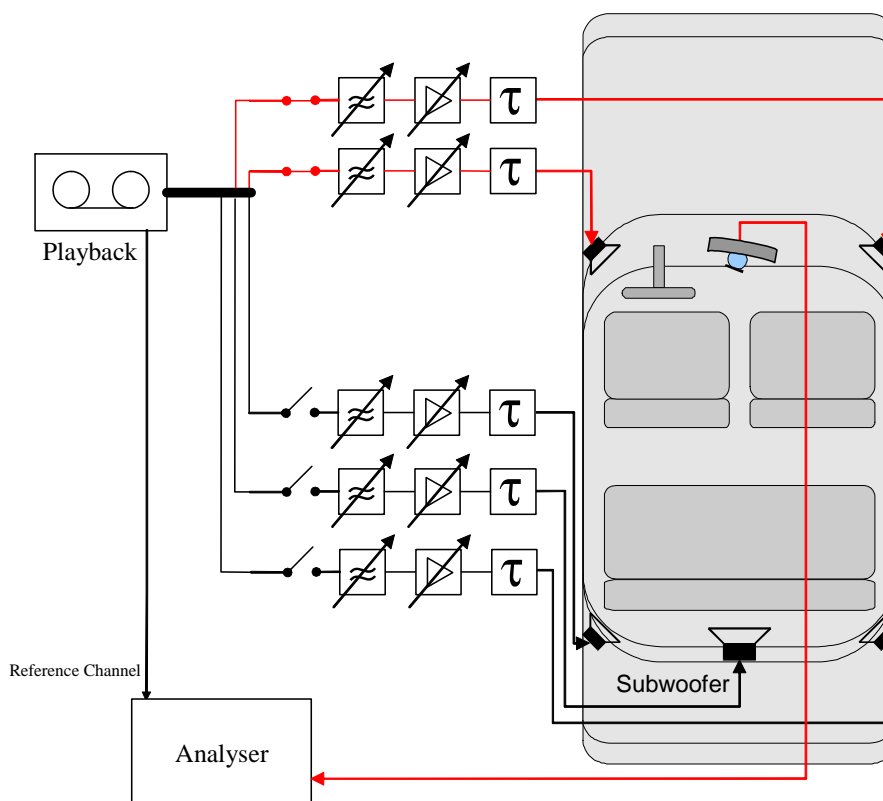 τ
τ
Playback
τ
τ
τ
Reference Channel
Subwoofer
Analyser